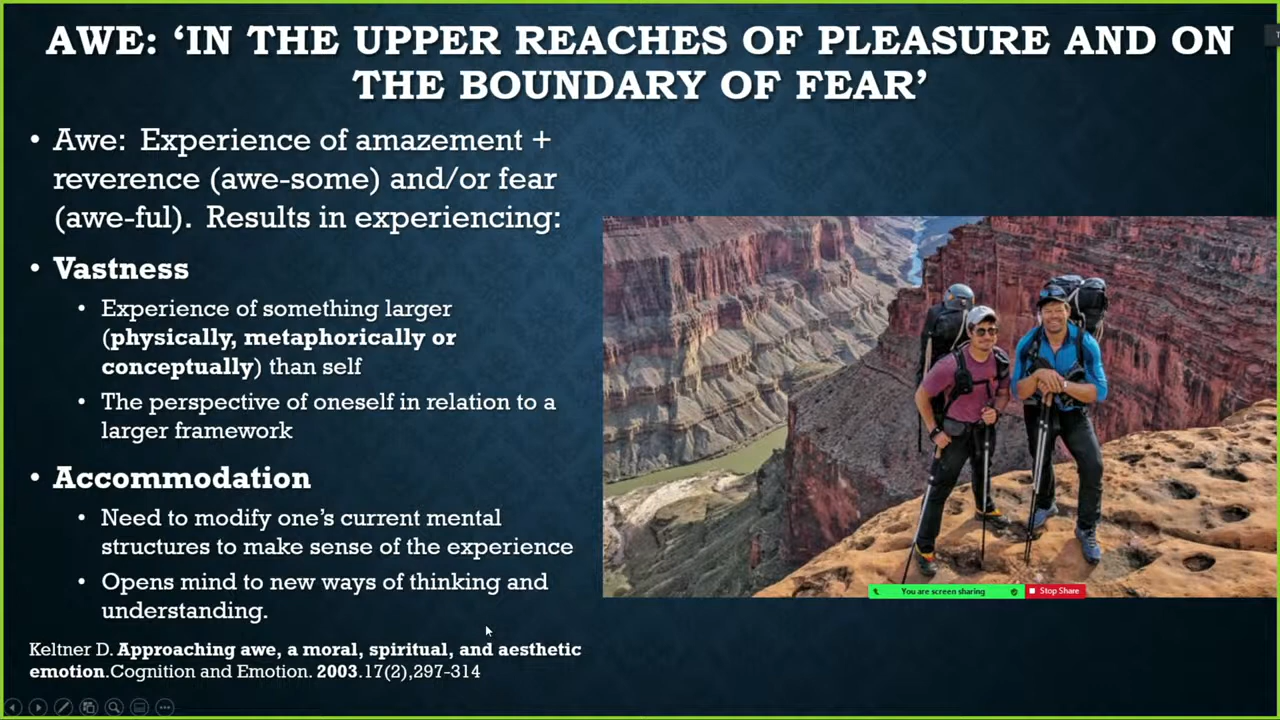 AWE: ‘IN THE UPPER REACHES OF PLEASURE AND ON
THE BOUNDARY OF FEAR’
• Awe: Experience of amazement +
reverence (awe-some) and/or fear
(awe-ful). Results in experiencing:
• Vastness
• Experience of something larger
(physically, metaphorically or
conceptually) than self
• The perspective of oneself in relation to a
larger framework
• Accommodation
• Need to modify one’s current mental
structures to make sense of the experience
• Opens mind to new ways of thinking and
understanding.
Keltner D. Approaching awe, a moral, spiritual, and aesthetic
emotion.Cognition and Emotion. 2003.17(2),297-314
You are screen sharing
Stop Share